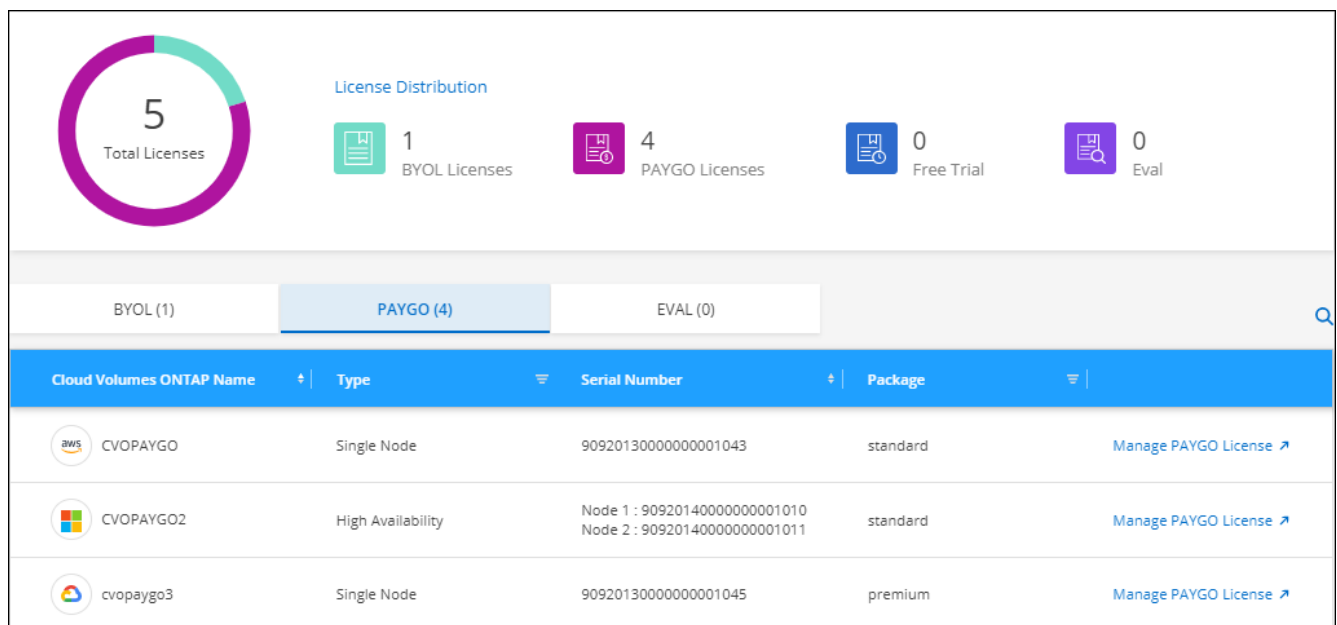 5
Total Licenses
License Distribution
1
BYOL Licenses
4
PAYGO Licenses
0
Free Trial
0
Eval
BYOL (1)
PAYGO (4)
EVAL (0)
Cloud Volumes ONTAP Name
Type
Serial Number
Package
aws
CVOPAYGO
Single Node
90920130000000001043
standard
Manage PAYGO License
CVOPAYGO2
High Availability
Node 1 : 90920140000000001010
Node 2 : 90920140000000001011
standard
Manage PAYGO License
cvopaygo3
Single Node
90920130000000001045
premium
Manage PAYGO License